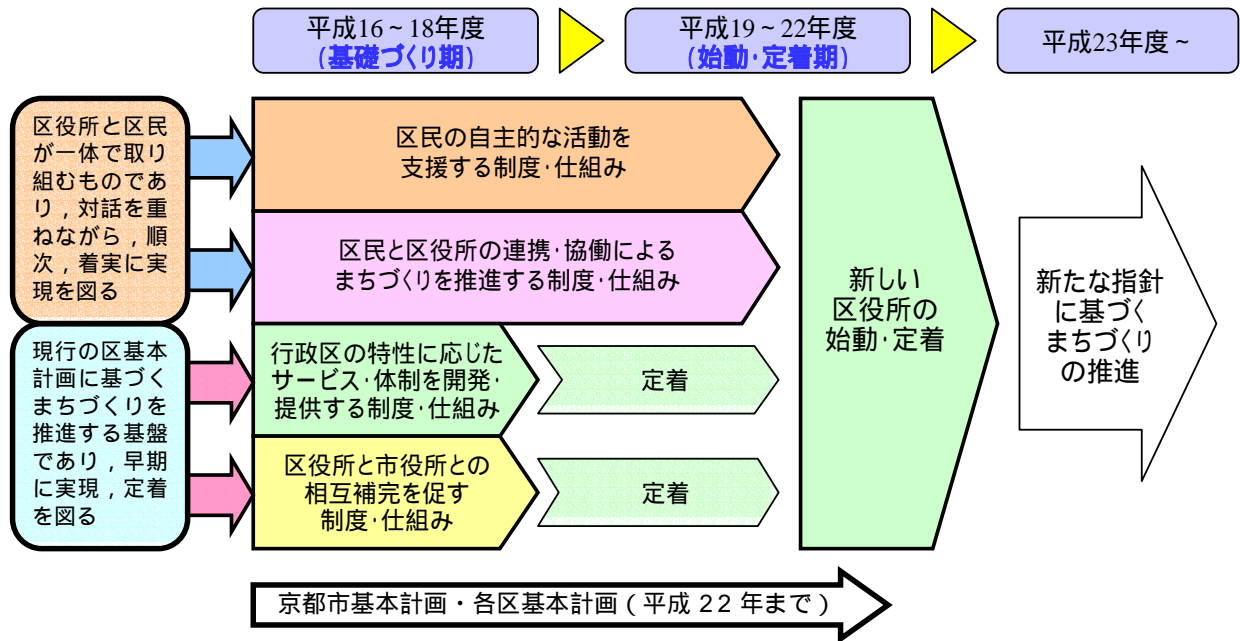 平成16~18年度
(基礎づくり期)
平成19~22年度
(始動・定着期)
平成23年度~
区役所と区民
が一体で取り
組むものであ
り,対話を重
ねながら,順
次,着実に実
現を図る
区民の自主的な活動を
支援する制度・仕組み
区民と区役所の連携・協働による
まちづくりを推進する制度・仕組み
現行の区基本
計画に基づく
まちづくりを
推進する基盤
であり,早期
に実現,定着
を図る
行政区の特性に応じた
サービス・体制を開発・
提供する制度・仕組み
定着
区役所と市役所との
相互補完を促す
制度・仕組み
定着
新しい
区役所の
始動・定着
新たな指針
に基づく
まちづくり
の推進
京都市基本計画・各区基本計画(平成22年まで)